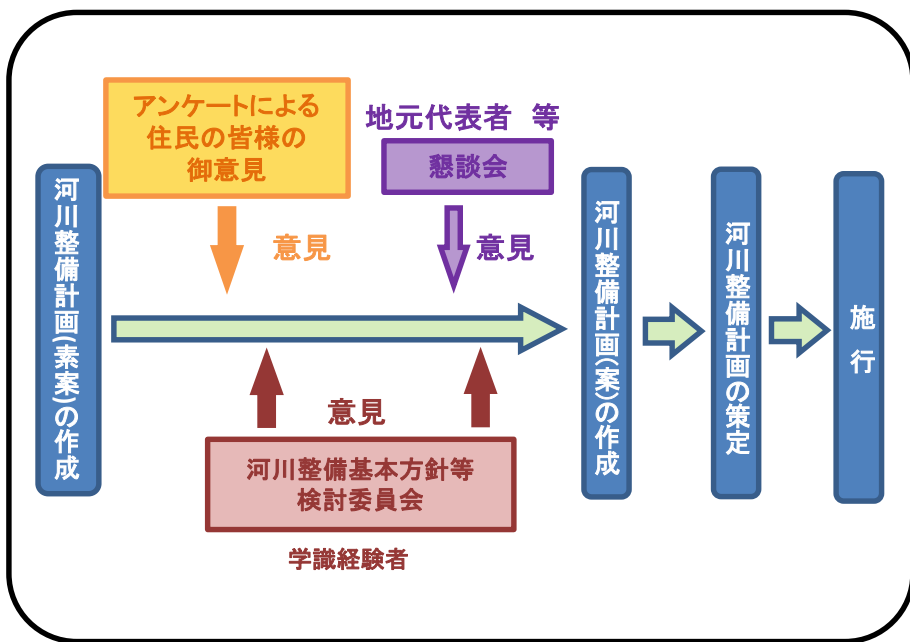 河川整備計画(素案)の作成
アンケートによる
住民の皆様の
御意見
意見
地元代表者　等
懇談会
意見
意見
河川整備基本方針等
検討委員会
学識経験者
河川整備計画(案)の作成
河川整備計画の策定
施行